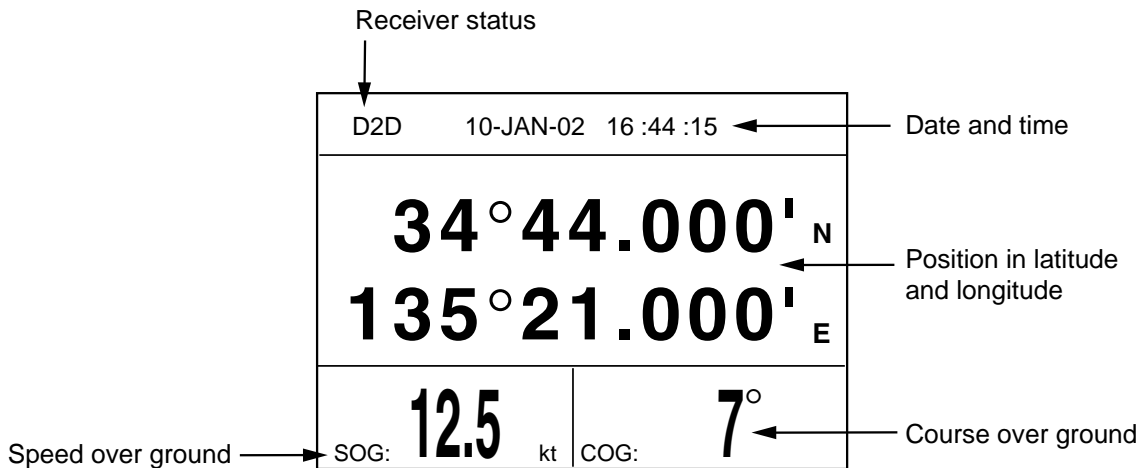 Receiver status
D2D 10-JAN-02 16 :44 :15
Date and time
34°44.000' N
135°21.000' E
Position in latitude
and longitude
Speed over ground
SOG: 12.5 kt
COG: 7°
Course over ground